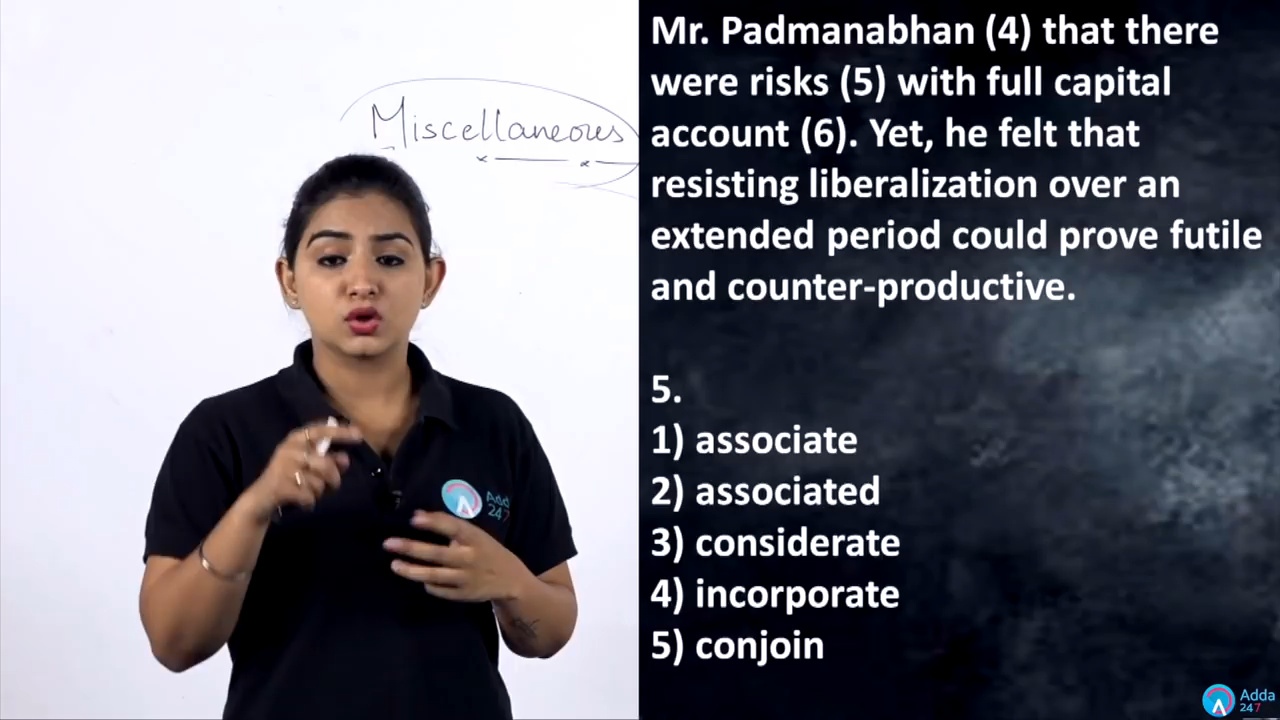 Miscellaneous
Mr. Padmanabhan (4) that there
were risks (5) with full capital
account (6). Yet, he felt that
resisting liberalization over an
extended period could prove futile
and counter-productive.
5.
1) associate
2) associated
3) considerate
4) incorporate
5) conjoin
Adda
247
Adda
247